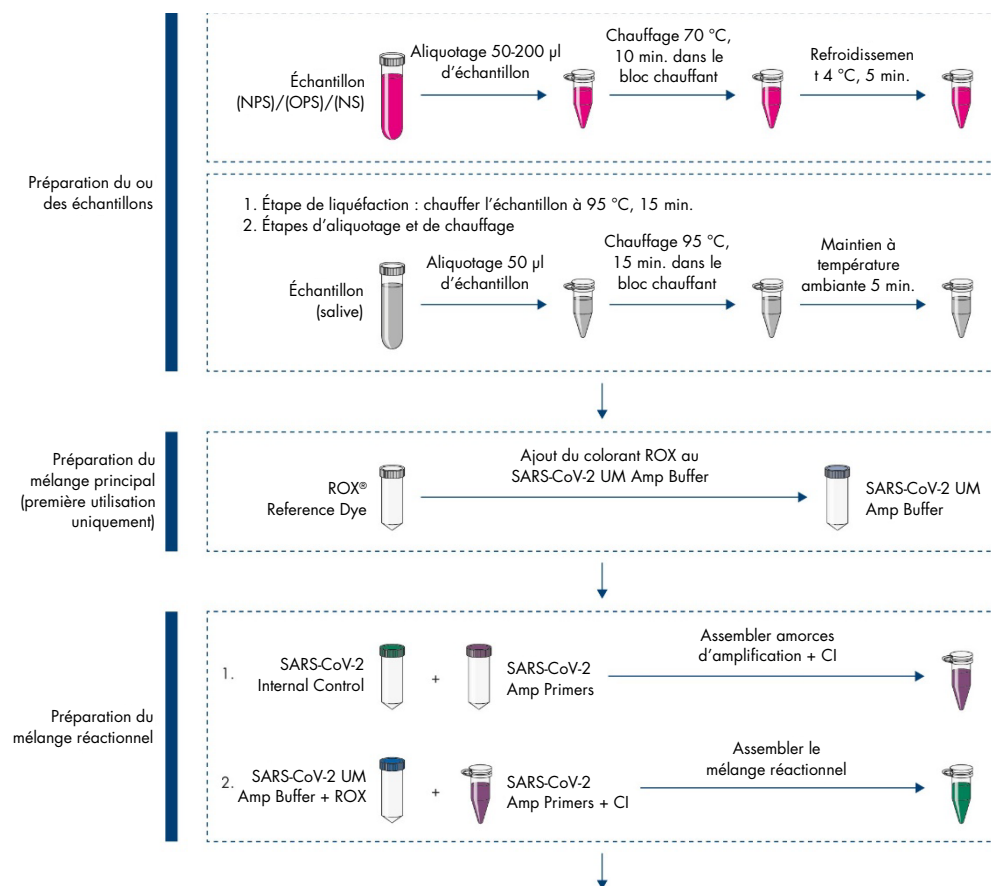 Préparation du ou
des échantillons
Échantillon
(NPS)/(OPS)/(NS)
Aliquotage 50-200 µl
d’échantillon
Chauffage 70 °C,
10 min. dans le
bloc chauffant
Refroidissemen
t 4 °C, 5 min.
1. Étape de liquéfaction : chauffer l’échantillon à 95 °C, 15 min.
2. Étapes d’aliquotage et de chauffage
Échantillon
(salive)
Aliquotage 50 µl
d’échantillon
Chauffage 95 °C,
15 min. dans le
bloc chauffant
Maintien à
température
ambiante 5 min.
Préparation du
mélange principal
(première utilisation
uniquement)
ROX®
Reference Dye
Ajout du colorant ROX au
SARS-CoV-2 UM Amp Buffer
SARS-CoV-2 UM
Amp Buffer
Préparation du
mélange réactionnel
1.
SARS-CoV-2
Internal Control
+
SARS-CoV-2
Amp Primers
Assembler amorces
d’amplification + CI
2.
SARS-CoV-2 UM
Amp Buffer + ROX
+
SARS-CoV-2
Amp Primers + CI
Assembler le
mélange réactionnel